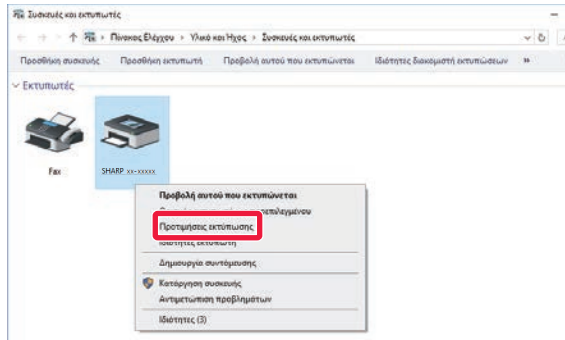 Συσκευές και εκτυπωτές
Πίνακας Ελέγχου › Υλικό και Ήχος › Συσκευές και εκτυπωτές
Προσθήκη συσκευής Προσθήκη εκτυπωτή Προβολή αυτού που εκτυπώνεται Ιδιότητες διακομιστή εκτυπώσεων »
Εκτυπωτές
Fax
SHARP xx-xxxxx
Προβολή αυτού που εκτυπώνεται
Προτιμήσεις εκτύπωσης
Ιδιότητες εκτυπωτή
Δημιουργία συντόμευσης
Κατάργηση συσκευής
Αντιμετώπιση προβλημάτων
Ιδιότητες (3)